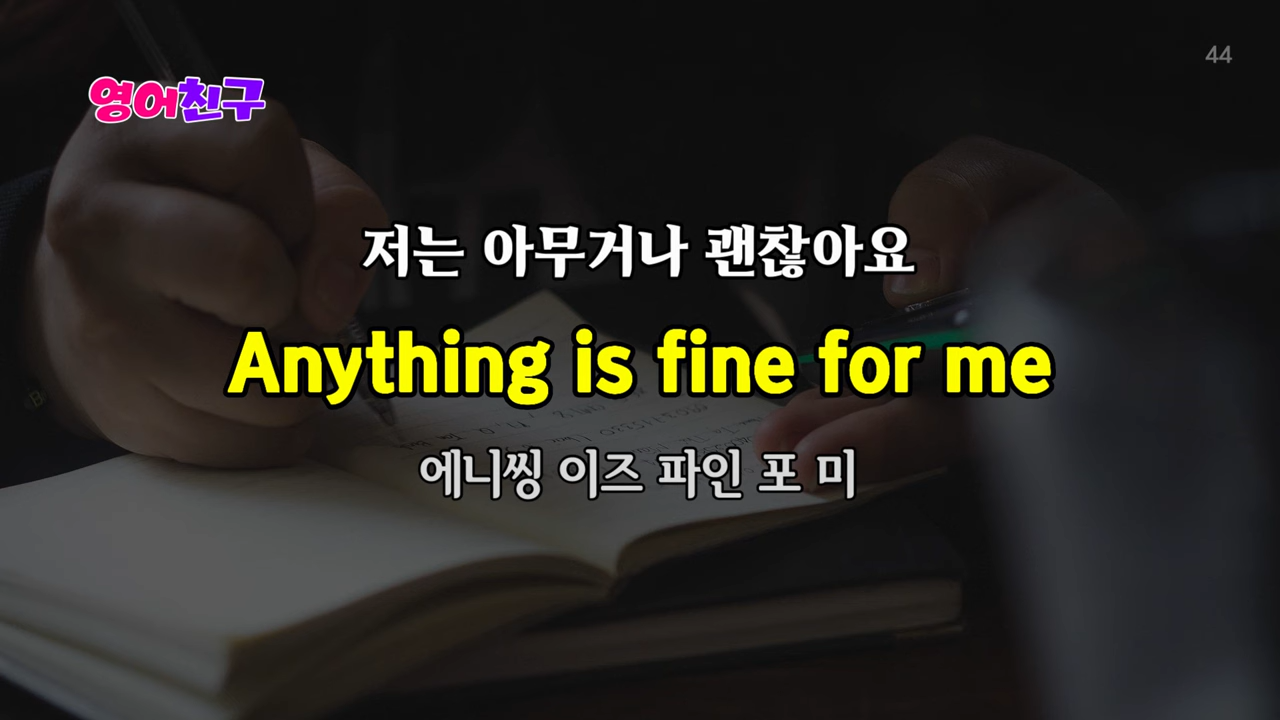 44
영어친구
저는 아무거나 괜찮아요
Anything is fine for me
에니씽 이즈 파인 포 미